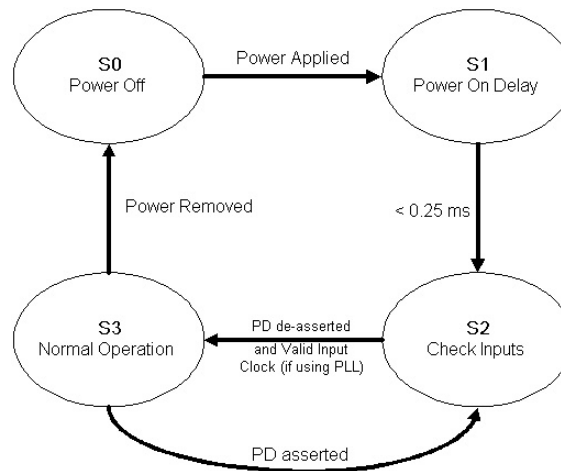 S0
Power Off
Power Applied
S1
Power On Delay
Power Removed
< 0.25 ms
S3
Normal Operation
PD de-asserted
and Valid Input
Clock (if using PLL)
S2
Check Inputs
PD asserted